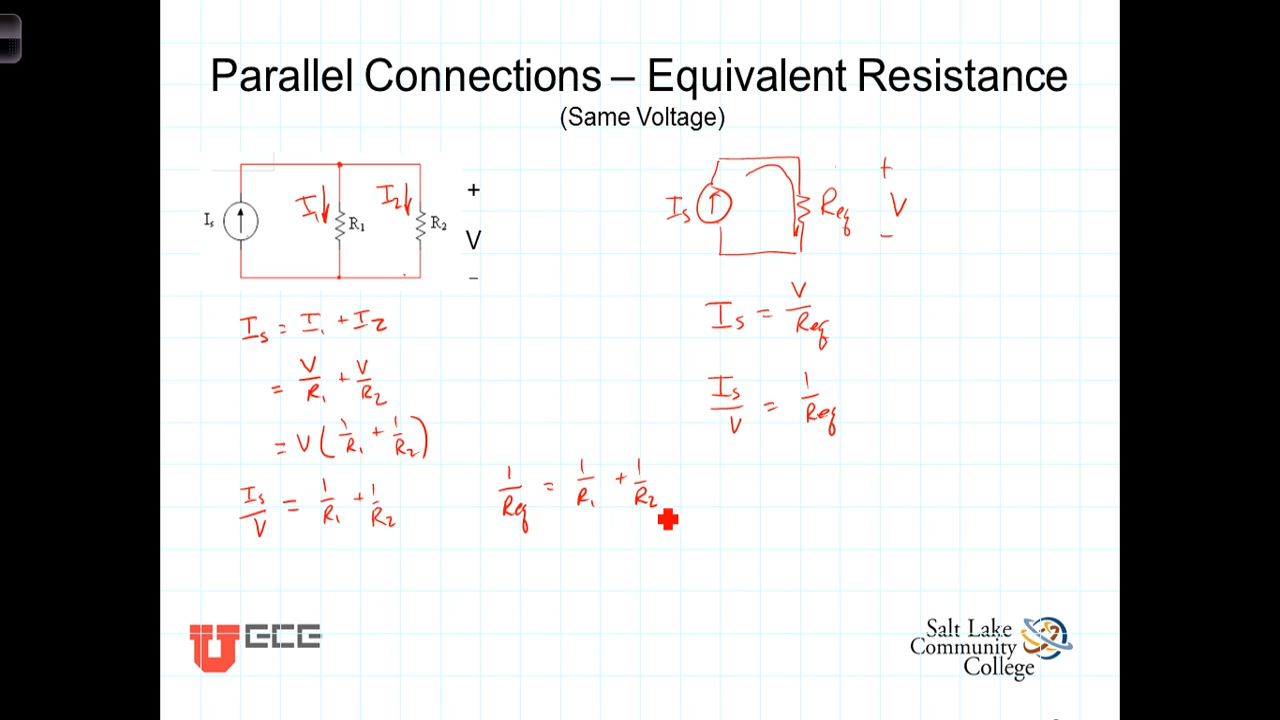 Parallel Connections – Equivalent Resistance
(Same Voltage)
Is
I₁
R₁
I₂
R₂
+
V
–
Is
Req
+
V
–
Is = I₁ + I₂
= V/R₁ + V/R₂
= V(1/R₁ + 1/R₂)
Is/V = 1/R₁ + 1/R₂
1/Req = 1/R₁ + 1/R₂
Is = V/Req
Is/V = 1/Req
U ECE
Salt Lake
Community
College